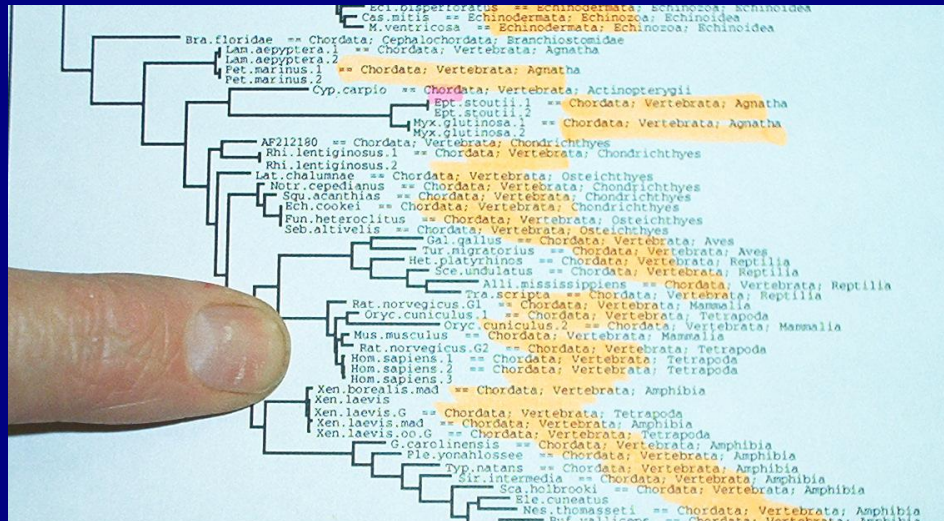 Ecl.bisperforatus == Echinodermata; Echinozoa; Echinoidea
Cas.mitis == Echinodermata; Echinozoa; Echinoidea
M.ventricosa == Echinodermata; Echinozoa; Echinoidea
Bra.floridae == Chordata; Cephalochordata; Branchiostomidae
Lam.aepyptera.1 == Chordata; Vertebrata; Agnatha
Lam.aepyptera.2
Pet.marinus.1 == Chordata; Vertebrata; Agnatha
Pet.marinus.2
Cyp.carpio == Chordata; Vertebrata; Actinopterygii
Ept.stoutii.1 == Chordata; Vertebrata; Agnatha
Ept.stoutii.2
Myx.glutinosa.1 == Chordata; Vertebrata; Agnatha
Myx.glutinosa.2
AF212180 == Chordata; Vertebrata; Chondrichthyes
Rhi.lentiginosus.1 == Chordata; Vertebrata; Chondrichthyes
Rhi.lentiginosus.2
Lat.chalumnae == Chordata; Vertebrata; Osteichthyes
Notr.cepedianus == Chordata; Vertebrata; Chondrichthyes
Squ.acanthias == Chordata; Vertebrata; Chondrichthyes
Ech.cookei == Chordata; Vertebrata; Chondrichthyes
Fun.heteroclitus == Chordata; Vertebrata; Osteichthyes
Seb.altivelis == Chordata; Vertebrata; Osteichthyes
Gal.gallus == Chordata; Vertebrata; Aves
Tur.migratorius == Chordata; Vertebrata; Aves
Het.platyrhinos == Chordata; Vertebrata; Reptilia
Sce.undulatus == Chordata; Vertebrata; Reptilia
Alli.mississippiens == Chordata; Vertebrata; Reptilia
Tra.scripta == Chordata; Vertebrata; Reptilia
Rat.norvegicus.G1 == Chordata; Vertebrata; Mammalia
Oryc.cuniculus.1 == Chordata; Vertebrata; Tetrapoda
Oryc.cuniculus.2 == Chordata; Vertebrata; Mammalia
Mus.musculus == Chordata; Vertebrata; Mammalia
Rat.norvegicus.G2 == Chordata; Vertebrata; Tetrapoda
Hom.sapiens.1 == Chordata; Vertebrata; Tetrapoda
Hom.sapiens.2 == Chordata; Vertebrata; Tetrapoda
Hom.sapiens.3
Xen.borealis.mad == Chordata; Vertebrata; Amphibia
Xen.laevis
Xen.laevis.G == Chordata; Vertebrata; Tetrapoda
Xen.laevis.mad == Chordata; Vertebrata; Amphibia
Xen.laevis.oo.G == Chordata; Vertebrata; Tetrapoda
G.carolinensis == Chordata; Vertebrata; Amphibia
Ple.yonahlossee == Chordata; Vertebrata; Amphibia
Typ.natans == Chordata; Vertebrata; Amphibia
Sir.intermedia == Chordata; Vertebrata; Amphibia
Sca.holbrooki == Chordata; Vertebrata; Amphibia
Ele.cuneatus
Nes.thomasseti == Chordata; Vertebrata; Amphibia